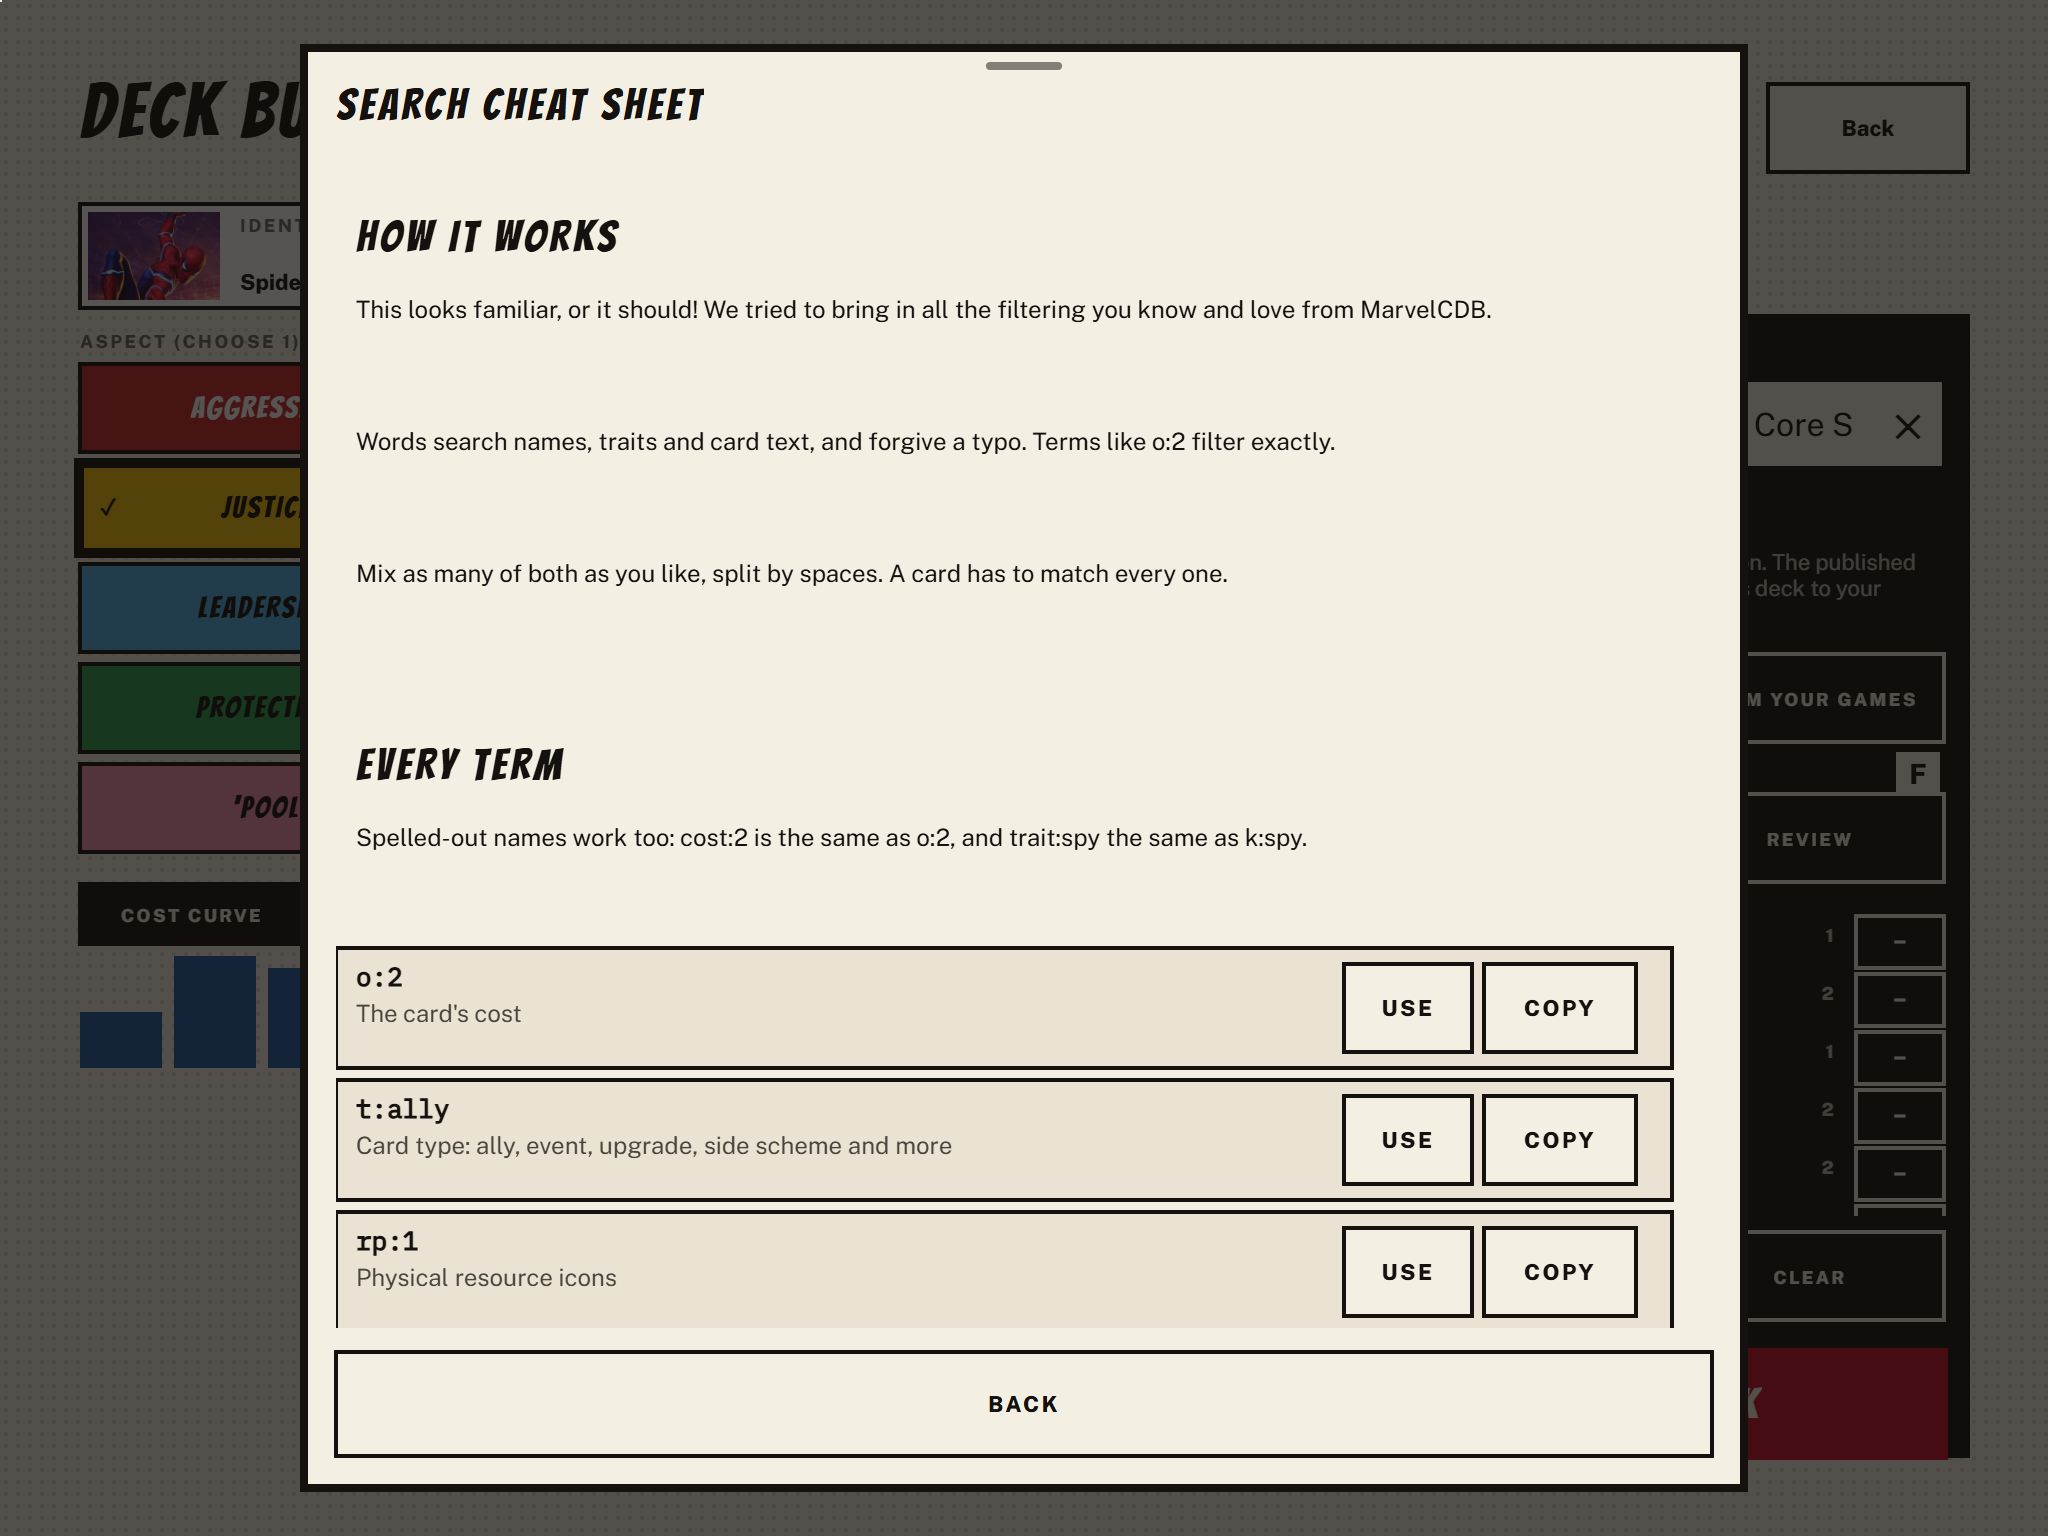 DECK BU
Back
SEARCH CHEAT SHEET
HOW IT WORKS
This looks familiar, or it should! We tried to bring in all the filtering you know and love from MarvelCDB.
Words search names, traits and card text, and forgive a typo. Terms like o:2 filter exactly.
Mix as many of both as you like, split by spaces. A card has to match every one.
EVERY TERM
Spelled-out names work too: cost:2 is the same as o:2, and trait:spy the same as k:spy.
o:2
The card's cost
USE
COPY
t:ally
Card type: ally, event, upgrade, side scheme and more
USE
COPY
rp:1
Physical resource icons
USE
COPY
BACK
IDENT
Spide
ASPECT (CHOOSE 1)
AGGRESS
✓ JUSTIC
LEADERS
PROTECT
'POOL
COST CURVE
Core S
n. The published
deck to your
M YOUR GAMES
F
REVIEW
1 –
2 –
1 –
2 –
2 –
CLEAR
K